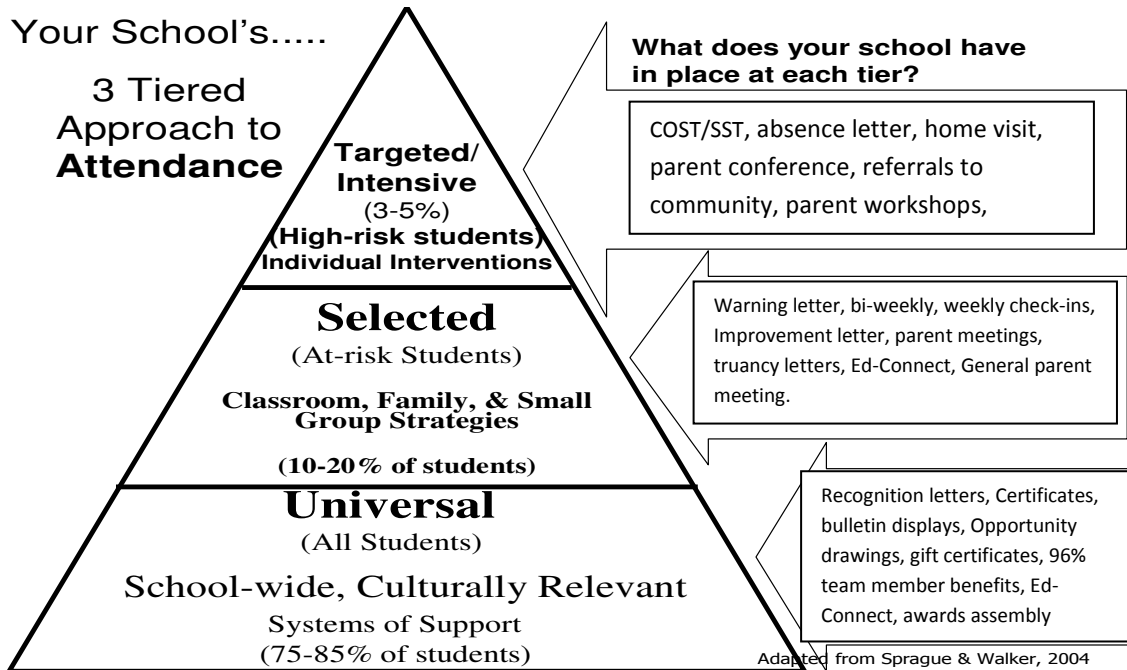 Your School's.....
3 Tiered
Approach to
Attendance
What does your school have
in place at each tier?
Targeted/
Intensive
(3-5%)
(High-risk students)
Individual Interventions
COST/SST, absence letter, home visit,
parent conference, referrals to
community, parent workshops,
Selected
(At-risk Students)
Classroom, Family, & Small
Group Strategies
(10-20% of students)
Warning letter, bi-weekly, weekly check-ins,
Improvement letter, parent meetings,
truancy letters, Ed-Connect, General parent
meeting.
Universal
(All Students)
School-wide, Culturally Relevant
Systems of Support
(75-85% of students)
Recognition letters, Certificates,
bulletin displays, Opportunity
drawings, gift certificates, 96%
team member benefits, Ed-
Connect, awards assembly
Adapted from Sprague & Walker, 2004